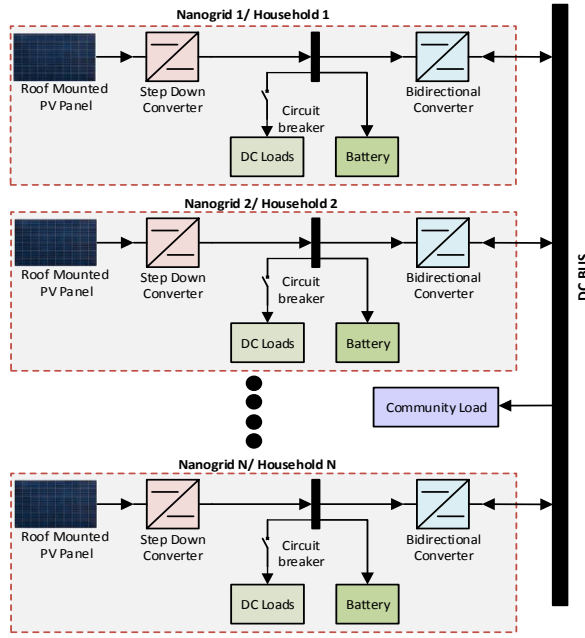 Nanogrid 1/ Household 1
Roof Mounted
PV Panel
Step Down
Converter
Circuit
breaker
Bidirectional
Converter
DC Loads
Battery
Nanogrid 2/ Household 2
Roof Mounted
PV Panel
Step Down
Converter
Circuit
breaker
Bidirectional
Converter
DC Loads
Battery
DC BUS
Community Load
Nanogrid N/ Household N
Roof Mounted
PV Panel
Step Down
Converter
Circuit
breaker
Bidirectional
Converter
DC Loads
Battery